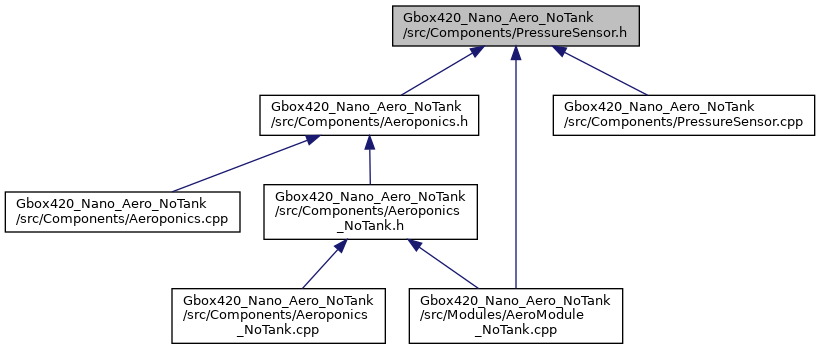 Gbox420_Nano_Aero_NoTank
/src/Components/PressureSensor.h
Gbox420_Nano_Aero_NoTank
/src/Components/Aeroponics.h
Gbox420_Nano_Aero_NoTank
/src/Components/PressureSensor.cpp
Gbox420_Nano_Aero_NoTank
/src/Components/Aeroponics.cpp
Gbox420_Nano_Aero_NoTank
/src/Components/Aeroponics
_NoTank.h
Gbox420_Nano_Aero_NoTank
/src/Components/Aeroponics
_NoTank.cpp
Gbox420_Nano_Aero_NoTank
/src/Modules/AeroModule
_NoTank.cpp